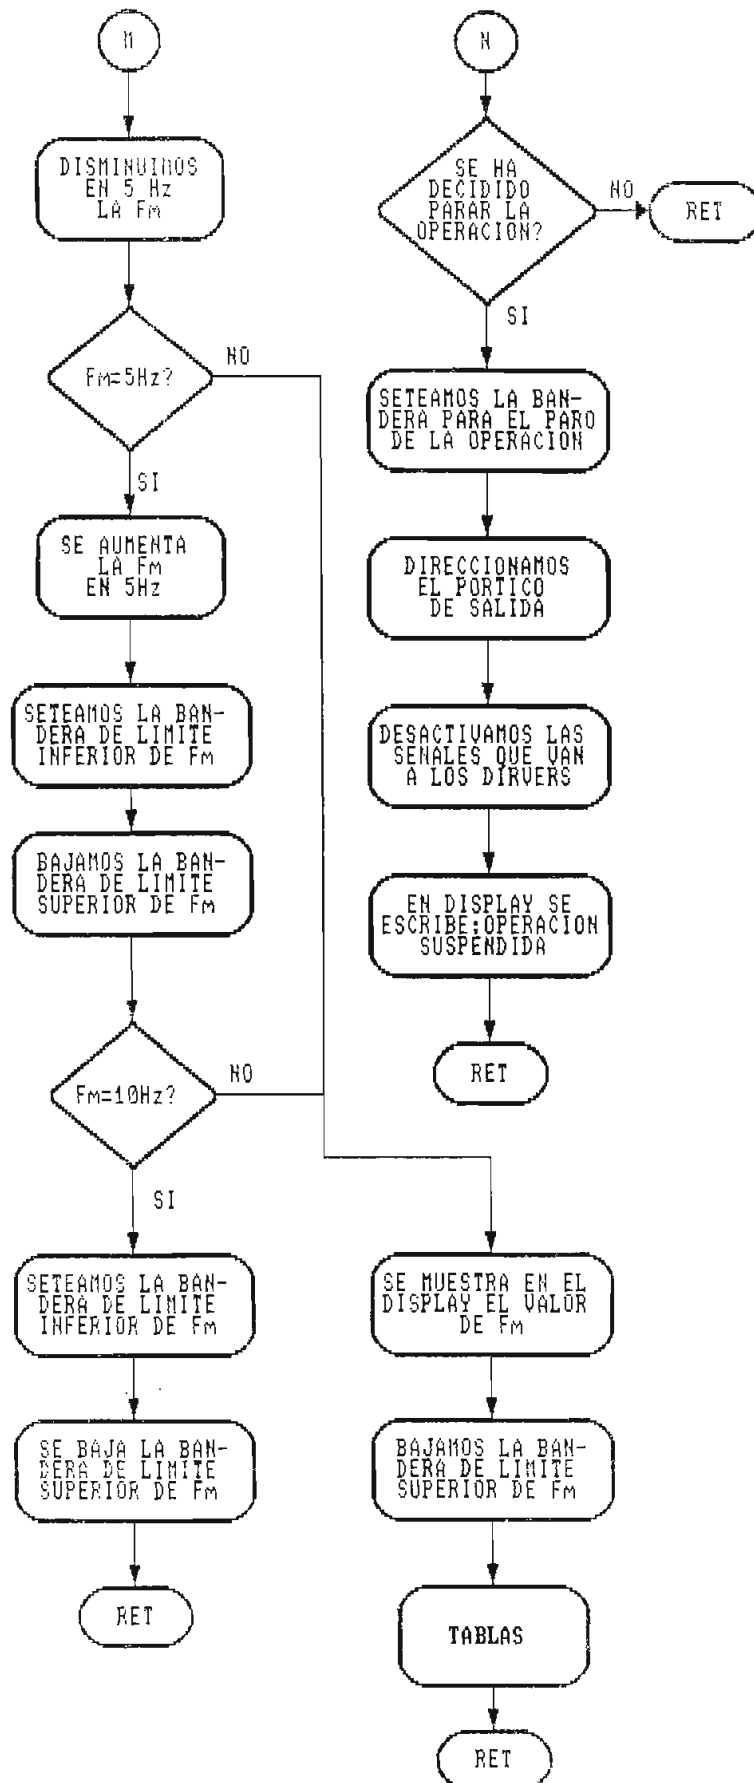 M
DISMINUIMOS
EN 5 Hz
LA Fm
Fm=5Hz?
NO
SI
SE AUMENTA
LA Fm
EN 5Hz
SETEAMOS LA BAN-
DERA DE LIMITE
INFERIOR DE Fm
BAJAMOS LA BAN-
DERA DE LIMITE
SUPERIOR DE Fm
Fm=10Hz?
NO
SI
SETEAMOS LA BAN-
DERA DE LIMITE
INFERIOR DE Fm
SE BAJA LA BAN-
DERA DE LIMITE
SUPERIOR DE Fm
RET
N
SE HA
DECIDIDO
PARAR LA
OPERACION?
NO
RET
SI
SETEAMOS LA BAN-
DERA PARA EL PARO
DE LA OPERACION
DIRECCIONAMOS
EL PORTICO
DE SALIDA
DESACTIVAMOS LAS
SENALES QUE VAN
A LOS DIRVERS
EN DISPLAY SE
ESCRIBE:OPERACION
SUSPENDIDA
RET
SE MUESTRA EN EL
DISPLAY EL VALOR
DE Fm
BAJAMOS LA BAN-
DERA DE LIMITE
SUPERIOR DE Fm
TABLAS
RET